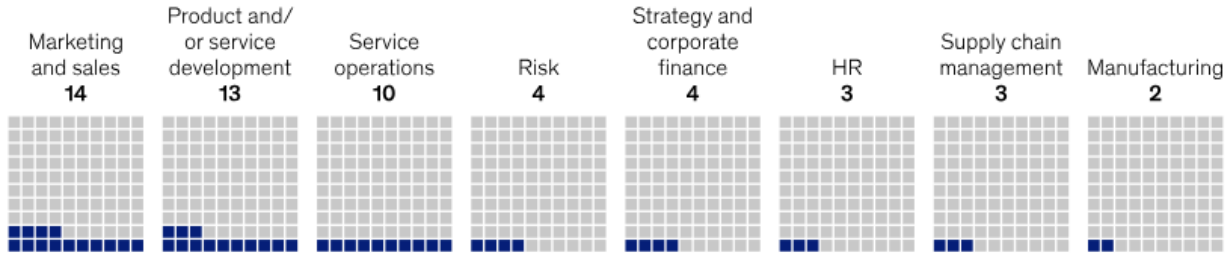 Marketing
and sales
14
Product and/
or service
development
13
Service
operations
10
Risk
4
Strategy and
corporate
finance
4
HR
3
Supply chain
management
3
Manufacturing
2